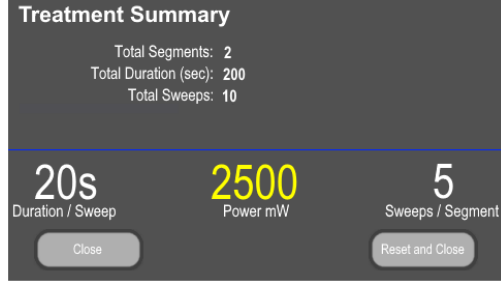 Treatment Summary
Total Segments: 2
Total Duration (sec): 200
Total Sweeps: 10
20s 2500 5
Duration / Sweep Power mW Sweeps / Segment
Close Reset and Close